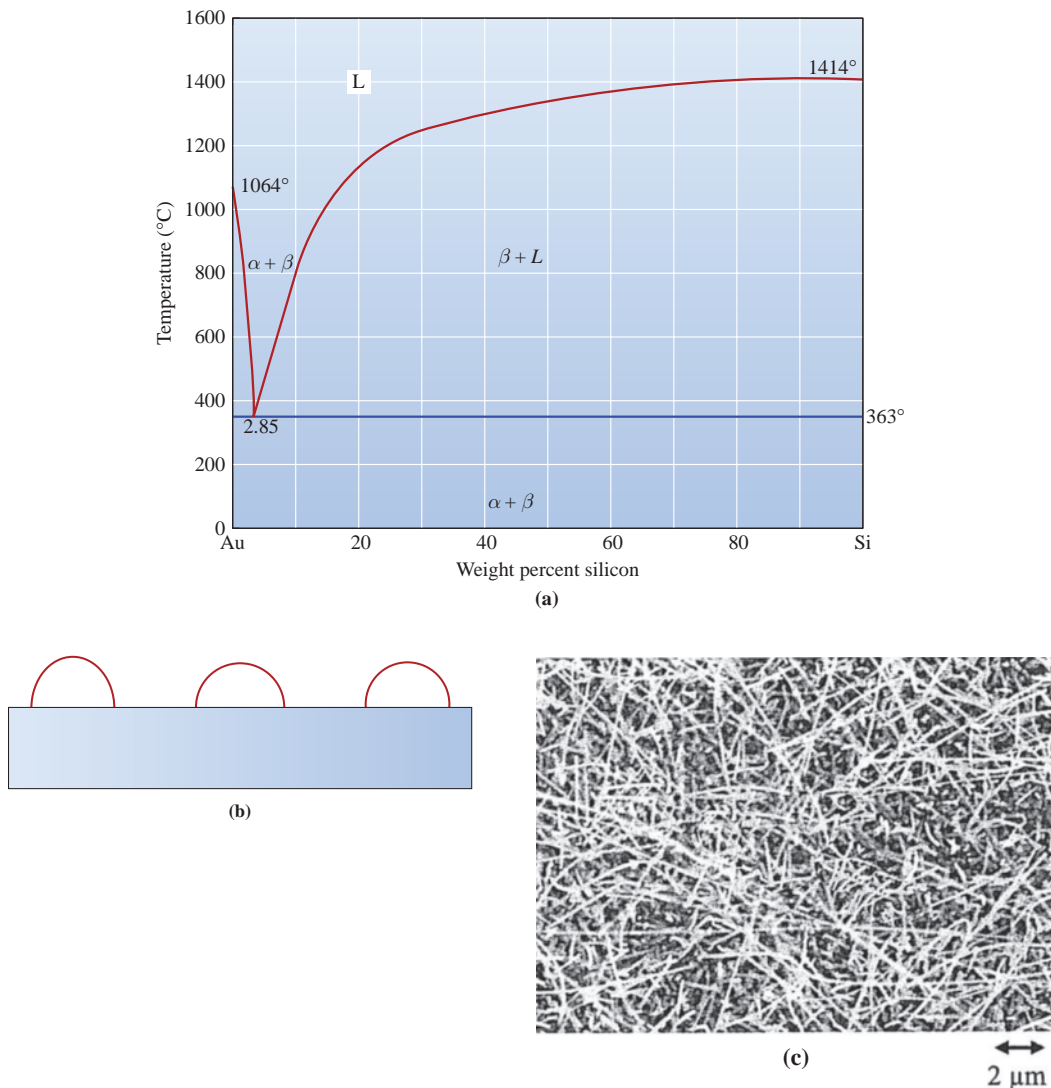 1600
1400
1200
1000
800
600
400
200
0
Temperature (°C)
L
1414°
1064°
α + β
β + L
2.85
363°
α + β
Au
20
40
60
80
Si
Weight percent silicon
(a)
(b)
(c)
2 μm